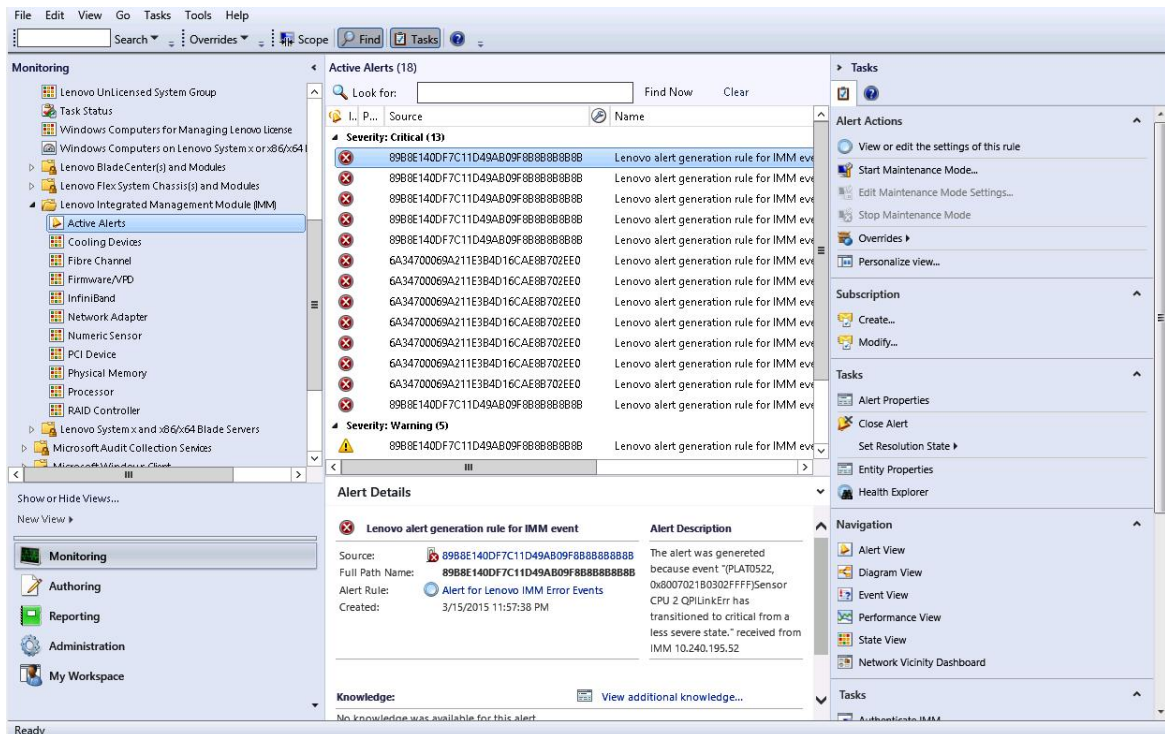 File Edit View Go Tasks Tools Help
Search Overrides Scope Find Tasks
Monitoring
Lenovo UnLicensed System Group
Task Status
Windows Computers for Managing Lenovo License
Windows Computers on Lenovo System x or x86/x64
Lenovo BladeCenter(s) and Modules
Lenovo Flex System Chassis(s) and Modules
Lenovo Integrated Management Module (IMM)
Active Alerts
Cooling Devices
Fibre Channel
Firmware/VPD
InfiniBand
Network Adapter
Numeric Sensor
PCI Device
Physical Memory
Processor
RAID Controller
Lenovo System x and x86/x64 Blade Servers
Microsoft Audit Collection Services
Microsoft Windows Client
Show or Hide Views...
New View
Monitoring
Authoring
Reporting
Administration
My Workspace
Ready
Active Alerts (18)
Look for: Find Now Clear
I.. P... Source Name
Severity: Critical (13)
89B8E140DF7C11D49AB09F8B8B8B8B8B Lenovo alert generation rule for IMM eve
89B8E140DF7C11D49AB09F8B8B8B8B8B Lenovo alert generation rule for IMM eve
89B8E140DF7C11D49AB09F8B8B8B8B8B Lenovo alert generation rule for IMM eve
89B8E140DF7C11D49AB09F8B8B8B8B8B Lenovo alert generation rule for IMM eve
89B8E140DF7C11D49AB09F8B8B8B8B8B Lenovo alert generation rule for IMM eve
6A34700069A211E3B4D16CAE8B702EE0 Lenovo alert generation rule for IMM eve
6A34700069A211E3B4D16CAE8B702EE0 Lenovo alert generation rule for IMM eve
6A34700069A211E3B4D16CAE8B702EE0 Lenovo alert generation rule for IMM eve
6A34700069A211E3B4D16CAE8B702EE0 Lenovo alert generation rule for IMM eve
6A34700069A211E3B4D16CAE8B702EE0 Lenovo alert generation rule for IMM eve
6A34700069A211E3B4D16CAE8B702EE0 Lenovo alert generation rule for IMM eve
6A34700069A211E3B4D16CAE8B702EE0 Lenovo alert generation rule for IMM eve
89B8E140DF7C11D49AB09F8B8B8B8B8B Lenovo alert generation rule for IMM eve
Severity: Warning (5)
89B8E140DF7C11D49AB09F8B8B8B8B8B Lenovo alert generation rule for IMM eve
Alert Details
Lenovo alert generation rule for IMM event
Source: 89B8E140DF7C11D49AB09F8B8B8B8B8B
Full Path Name: 89B8E140DF7C11D49AB09F8B8B8B8B8B
Alert Rule: Alert for Lenovo IMM Error Events
Created: 3/15/2015 11:57:38 PM
Alert Description
The alert was genereted
because event "(PLAT0522,
0x8007021B0302FFFF)Sensor
CPU 2 QPILinkErr has
transitioned to critical from a
less severe state." received from
IMM 10.240.195.52
Knowledge: View additional knowledge...
No knowledge was available for this alert
Tasks
Alert Actions
View or edit the settings of this rule
Start Maintenance Mode...
Edit Maintenance Mode Settings...
Stop Maintenance Mode
Overrides
Personalize view...
Subscription
Create...
Modify...
Tasks
Alert Properties
Close Alert
Set Resolution State
Entity Properties
Health Explorer
Navigation
Alert View
Diagram View
Event View
Performance View
State View
Network Vicinity Dashboard
Tasks
Authenticate IMM